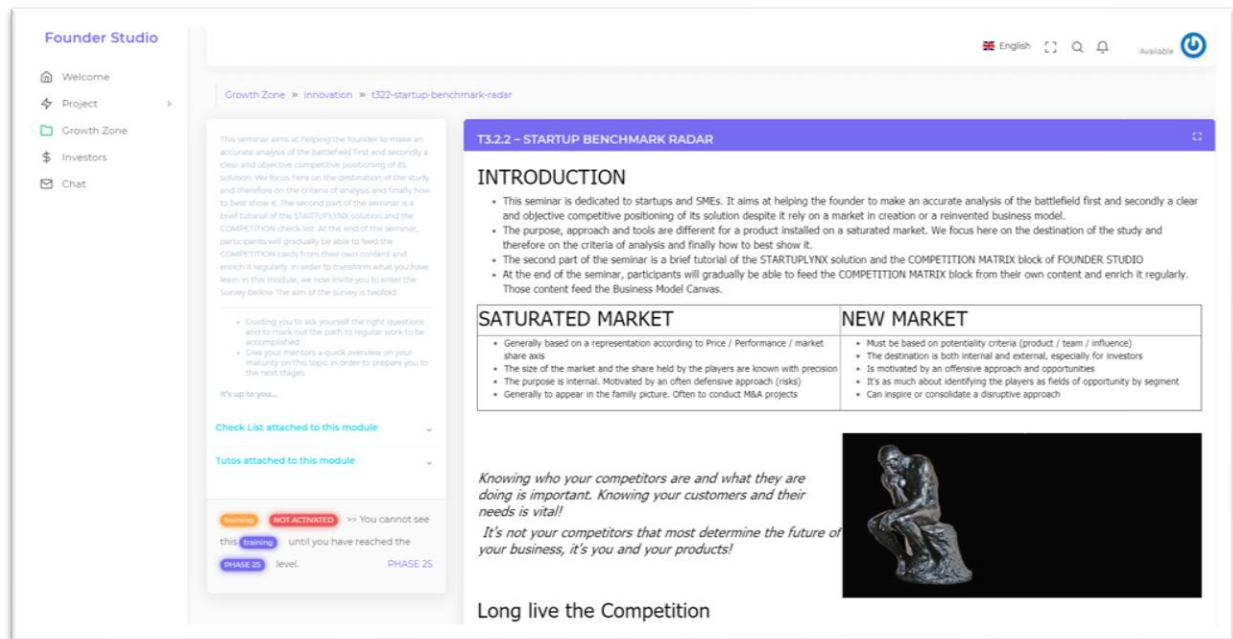 Founder Studio
Welcome
Project
Growth Zone
Investors
Chat
English
Available
Growth Zone » innovation » t322-startup-benchmark-radar
This seminar aims at helping the founder to make an
accurate analysis of the battlefield first and secondly a
clear and objective competitive positioning of its
solution. We focus here on the destination of the study
and therefore on the criteria of analysis and finally how
to best show it. The second part of the seminar is a
brief tutorial of the STARTUPLYNX solution and the
COMPETITION check list. At the end of the seminar,
participants will gradually be able to feed the
COMPETITION cards from their own content and
enrich it regularly. In order to transform what you have
learn in this module, we now invite you to enter the
Survey bellow The aim of the survey is twofold
• Guiding you to ask yourself the right questions
and to mark out the path to regular work to be
accomplished
• Give your mentors a quick overview on your
maturity on this topic in order to prepare you to
the next stages
It's up to you...
Check List attached to this module
Tutos attached to this module
training NOT ACTIVATED >> You cannot see
this training until you have reached the
PHASE 2S level. PHASE 2S
T3.2.2 – STARTUP BENCHMARK RADAR
INTRODUCTION
• This seminar is dedicated to startups and SMEs. It aims at helping the founder to make an accurate analysis of the battlefield first and secondly a clear
and objective competitive positioning of its solution despite it rely on a market in creation or a reinvented business model.
• The purpose, approach and tools are different for a product installed on a saturated market. We focus here on the destination of the study and
therefore on the criteria of analysis and finally how to best show it.
• The second part of the seminar is a brief tutorial of the STARTUPLYNX solution and the COMPETITION MATRIX block of FOUNDER STUDIO
• At the end of the seminar, participants will gradually be able to feed the COMPETITION MATRIX block from their own content and enrich it regularly.
Those content feed the Business Model Canvas.
SATURATED MARKET
• Generally based on a representation according to Price / Performance / market
share axis
• The size of the market and the share held by the players are known with precision
• The purpose is internal. Motivated by an often defensive approach (risks)
• Generally to appear in the family picture. Often to conduct M&A projects
NEW MARKET
• Must be based on potentiality criteria (product / team / influence)
• The destination is both internal and external, especially for investors
• Is motivated by an offensive approach and opportunities
• It's as much about identifying the players as fields of opportunity by segment
• Can inspire or consolidate a disruptive approach
Knowing who your competitors are and what they are
doing is important. Knowing your customers and their
needs is vital!
It's not your competitors that most determine the future of
your business, it's you and your products!
Long live the Competition